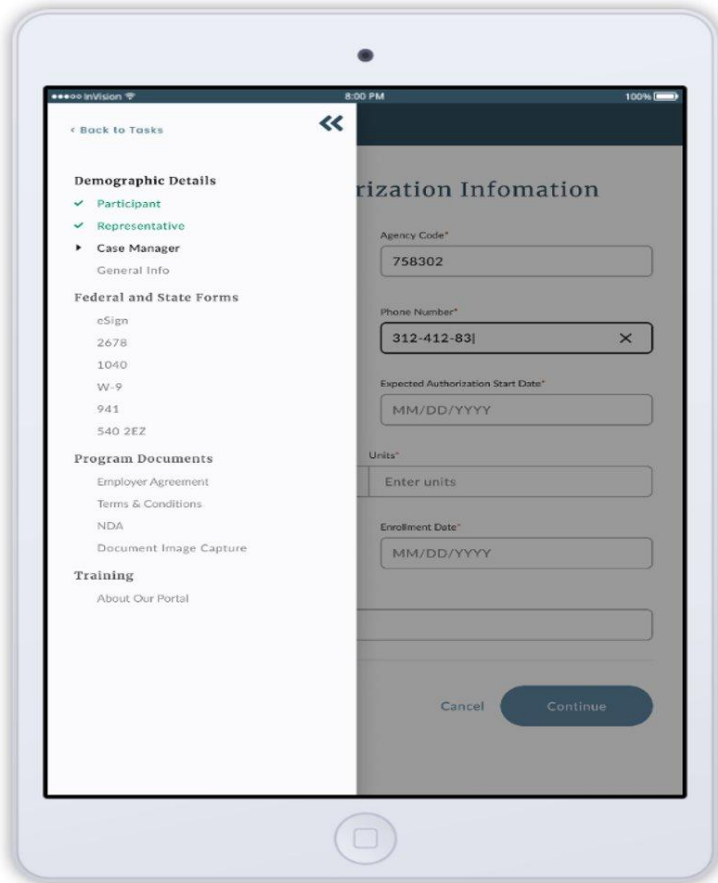 InVision
8:00 PM
100%
< Back to Tasks
Demographic Details
Participant
Representative
Case Manager
General Info
Federal and State Forms
eSign
2678
1040
W-9
941
540 2EZ
Program Documents
Employer Agreement
Terms & Conditions
NDA
Document Image Capture
Training
About Our Portal
rization Infomation
Agency Code*
758302
Phone Number*
312-412-83
Expected Authorization Start Date*
MM/DD/YYYY
Units*
Enter units
Enrollment Date*
MM/DD/YYYY
Cancel
Continue